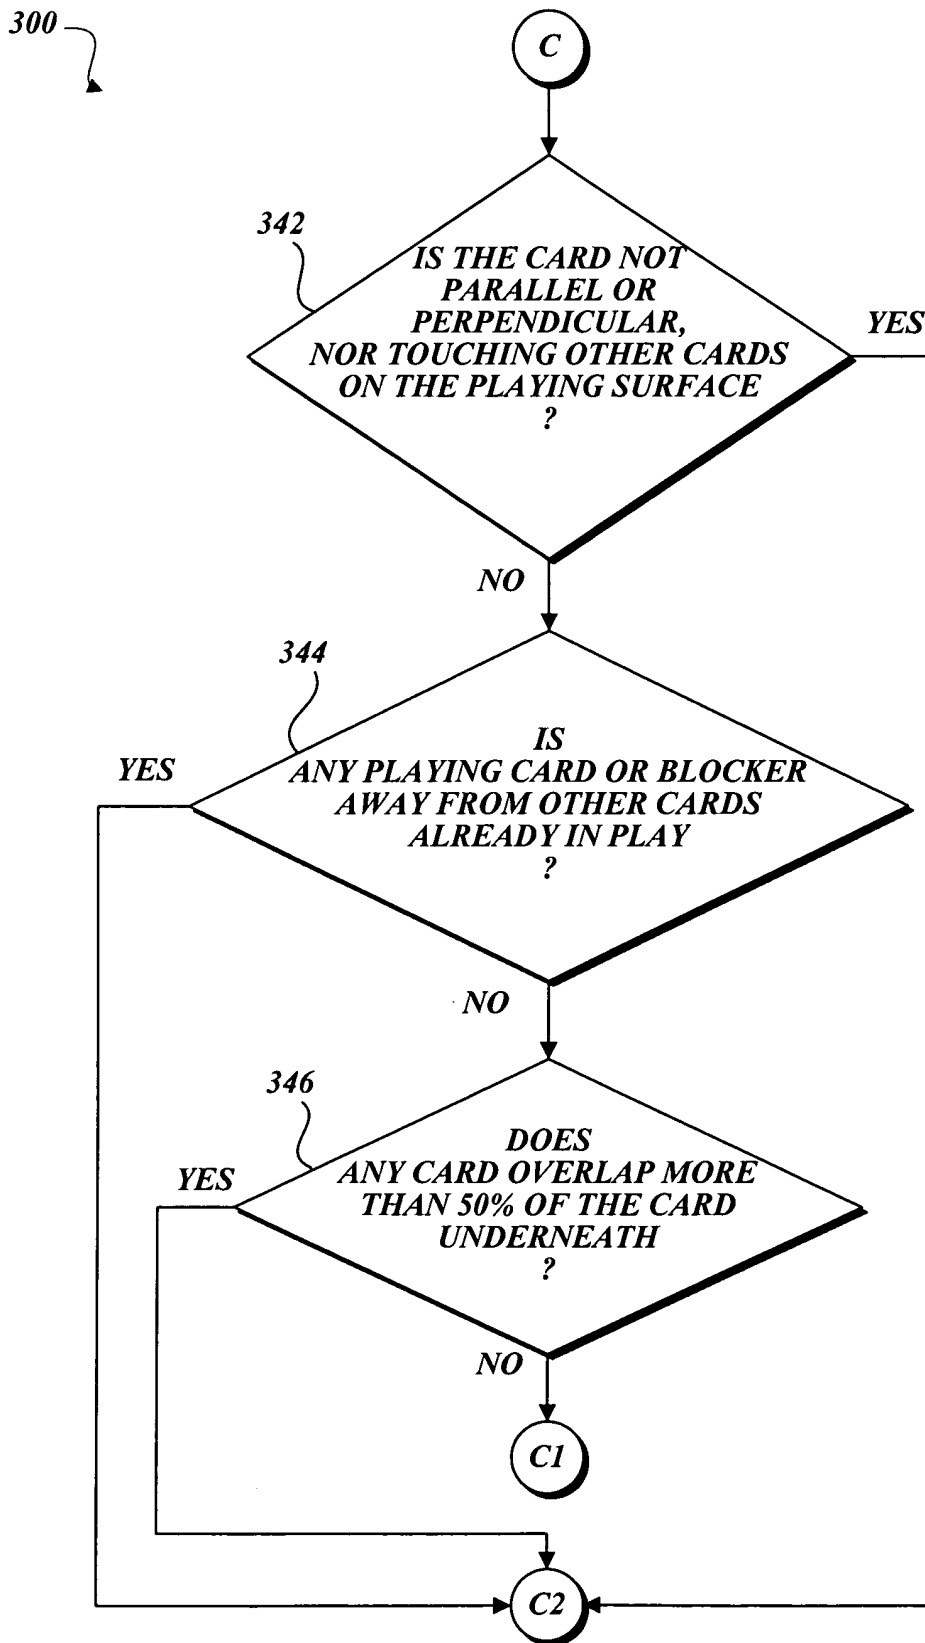 300
C
342
IS THE CARD NOT
PARALLEL OR
PERPENDICULAR,
NOR TOUCHING OTHER CARDS
ON THE PLAYING SURFACE
?
YES
NO
344
IS
ANY PLAYING CARD OR BLOCKER
AWAY FROM OTHER CARDS
ALREADY IN PLAY
?
YES
NO
346
DOES
ANY CARD OVERLAP MORE
THAN 50% OF THE CARD
UNDERNEATH
?
YES
NO
C1
C2